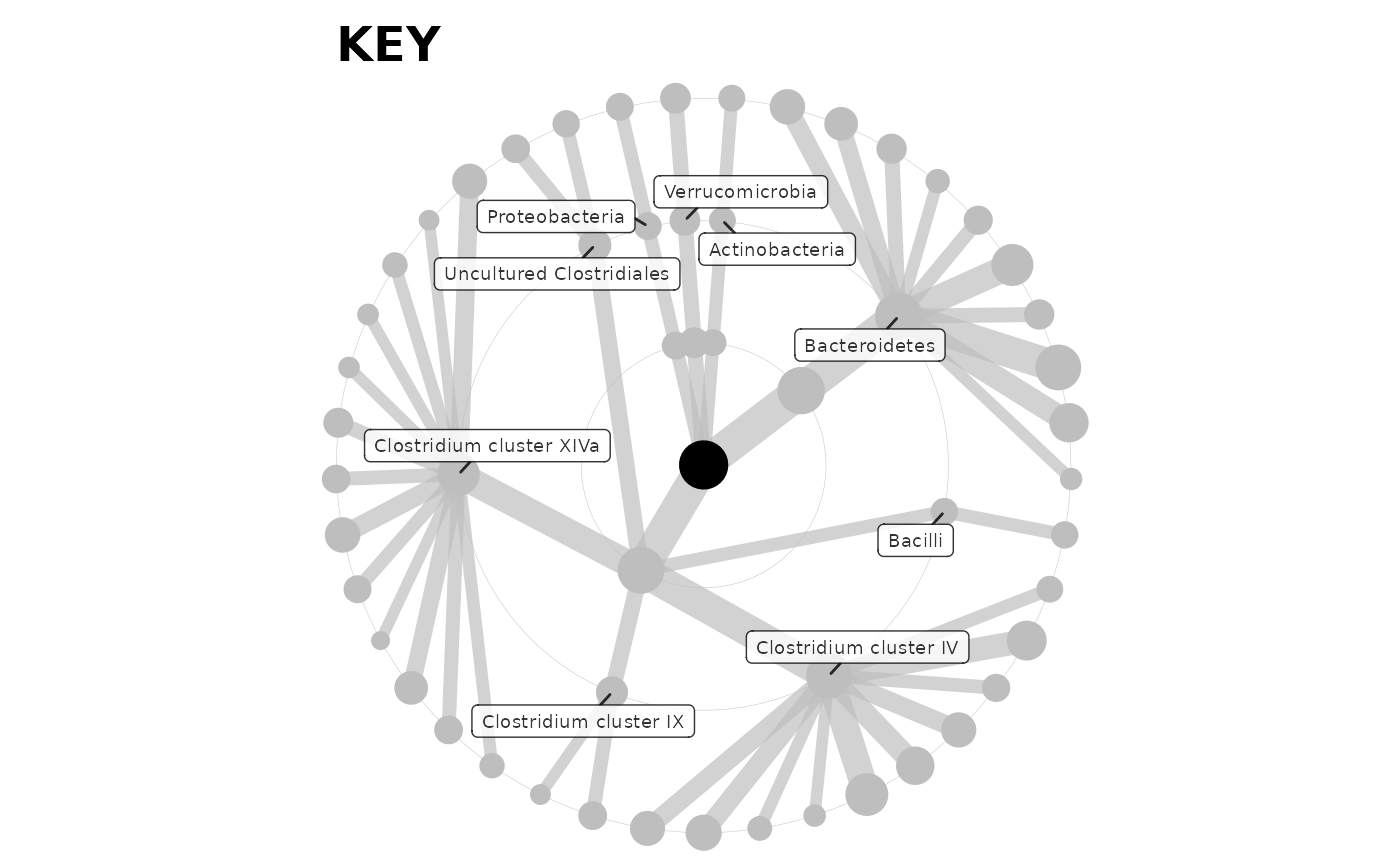 KEY
Verrucomicrobia
Proteobacteria
Actinobacteria
Uncultured Clostridiales
Bacteroidetes
Clostridium cluster XIVa
Bacilli
Clostridium cluster IV
Clostridium cluster IX